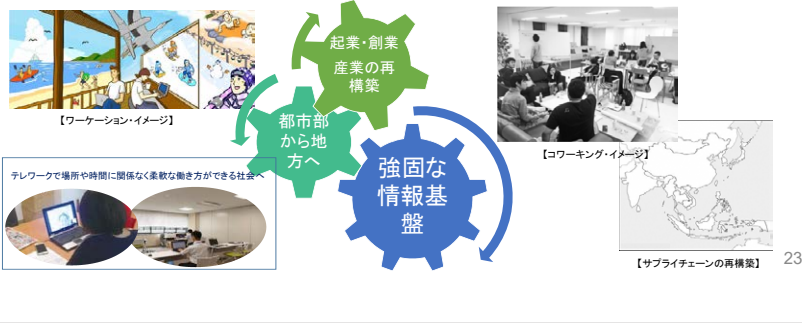 起業・創業
産業の再
構築
都市部
から地
方へ
強固な
情報基
盤
【ワーケーション・イメージ】
テレワークで場所や時間に関係なく柔軟な働き方ができる社会へ
【コワーキング・イメージ】
【サプライチェーンの再構築】
23